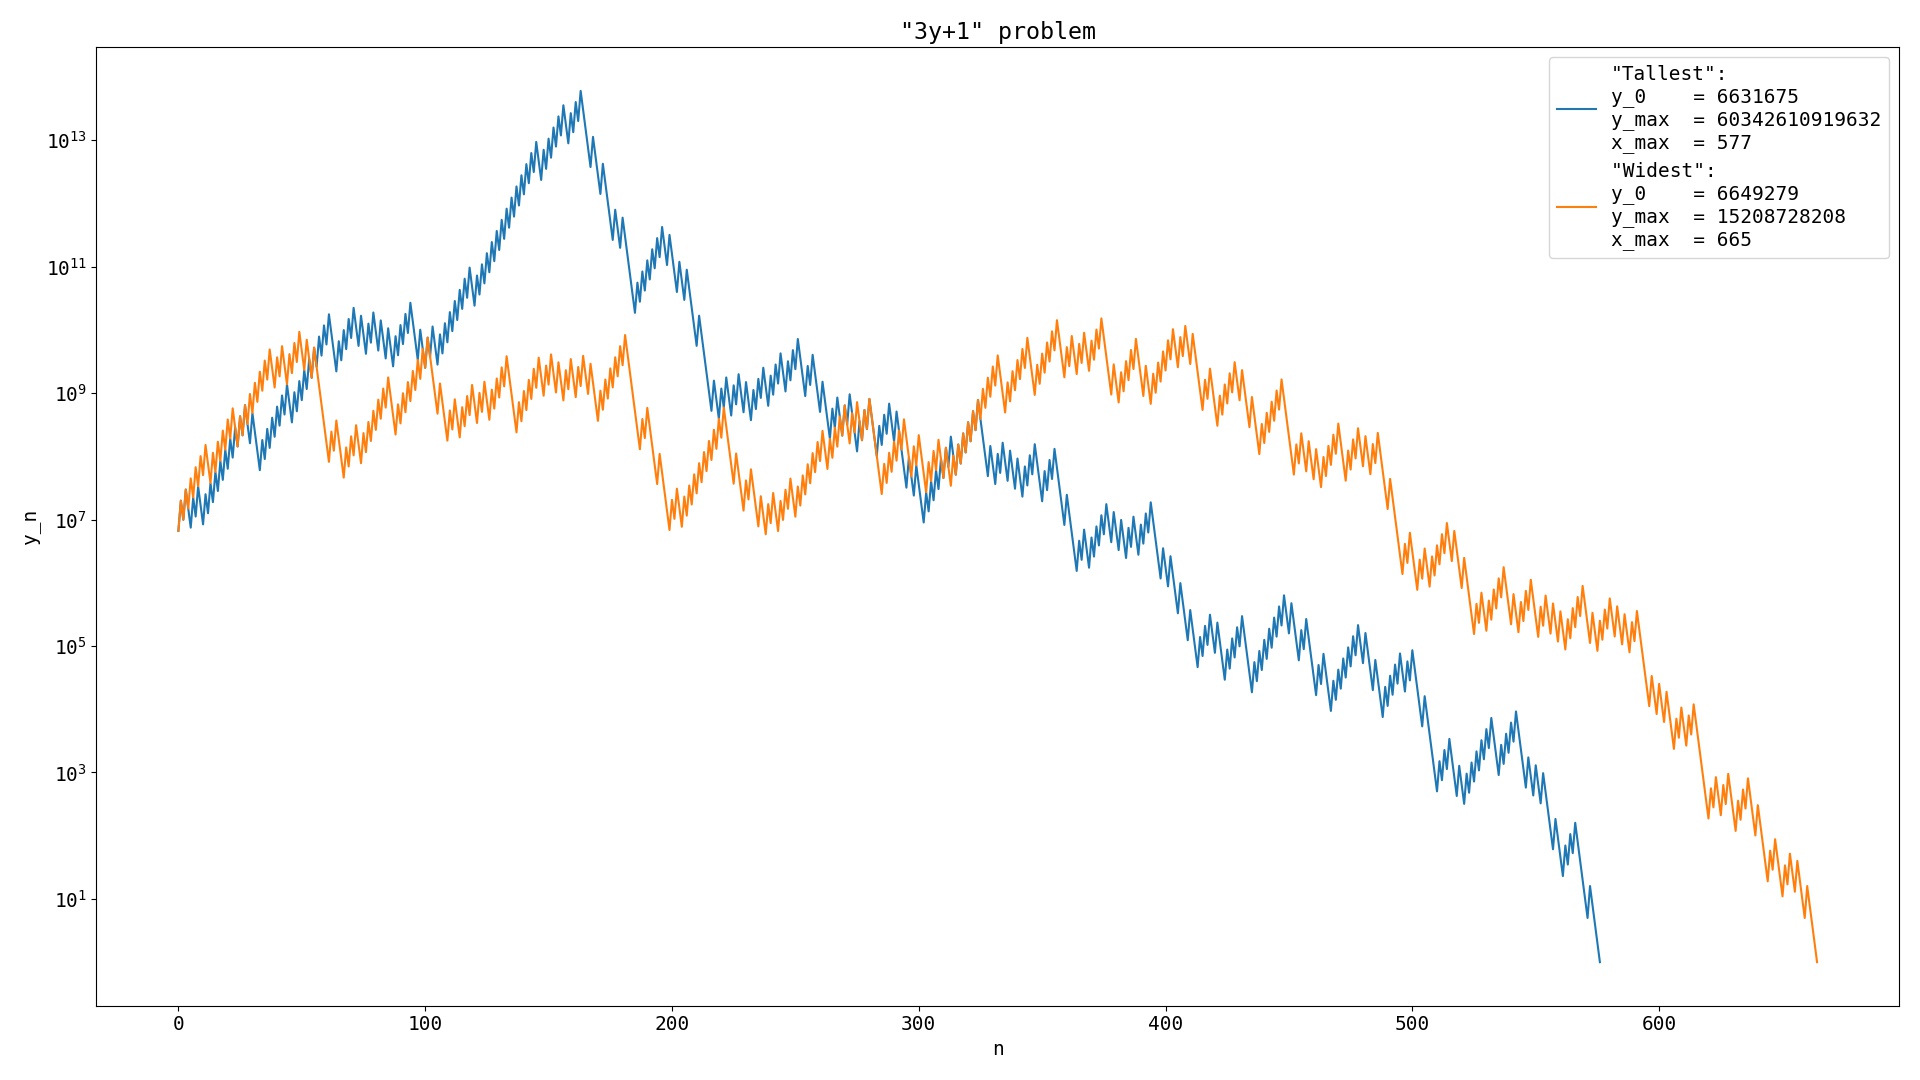 "3y+1" problem
"Tallest":
y_0    = 6631675
y_max  = 60342610919632
x_max  = 577
"Widest":
y_0    = 6649279
y_max  = 15208728208
x_max  = 665
10^13
10^11
10^9
10^7
10^5
10^3
10^1
y_n
0 100 200 300 400 500 600
n